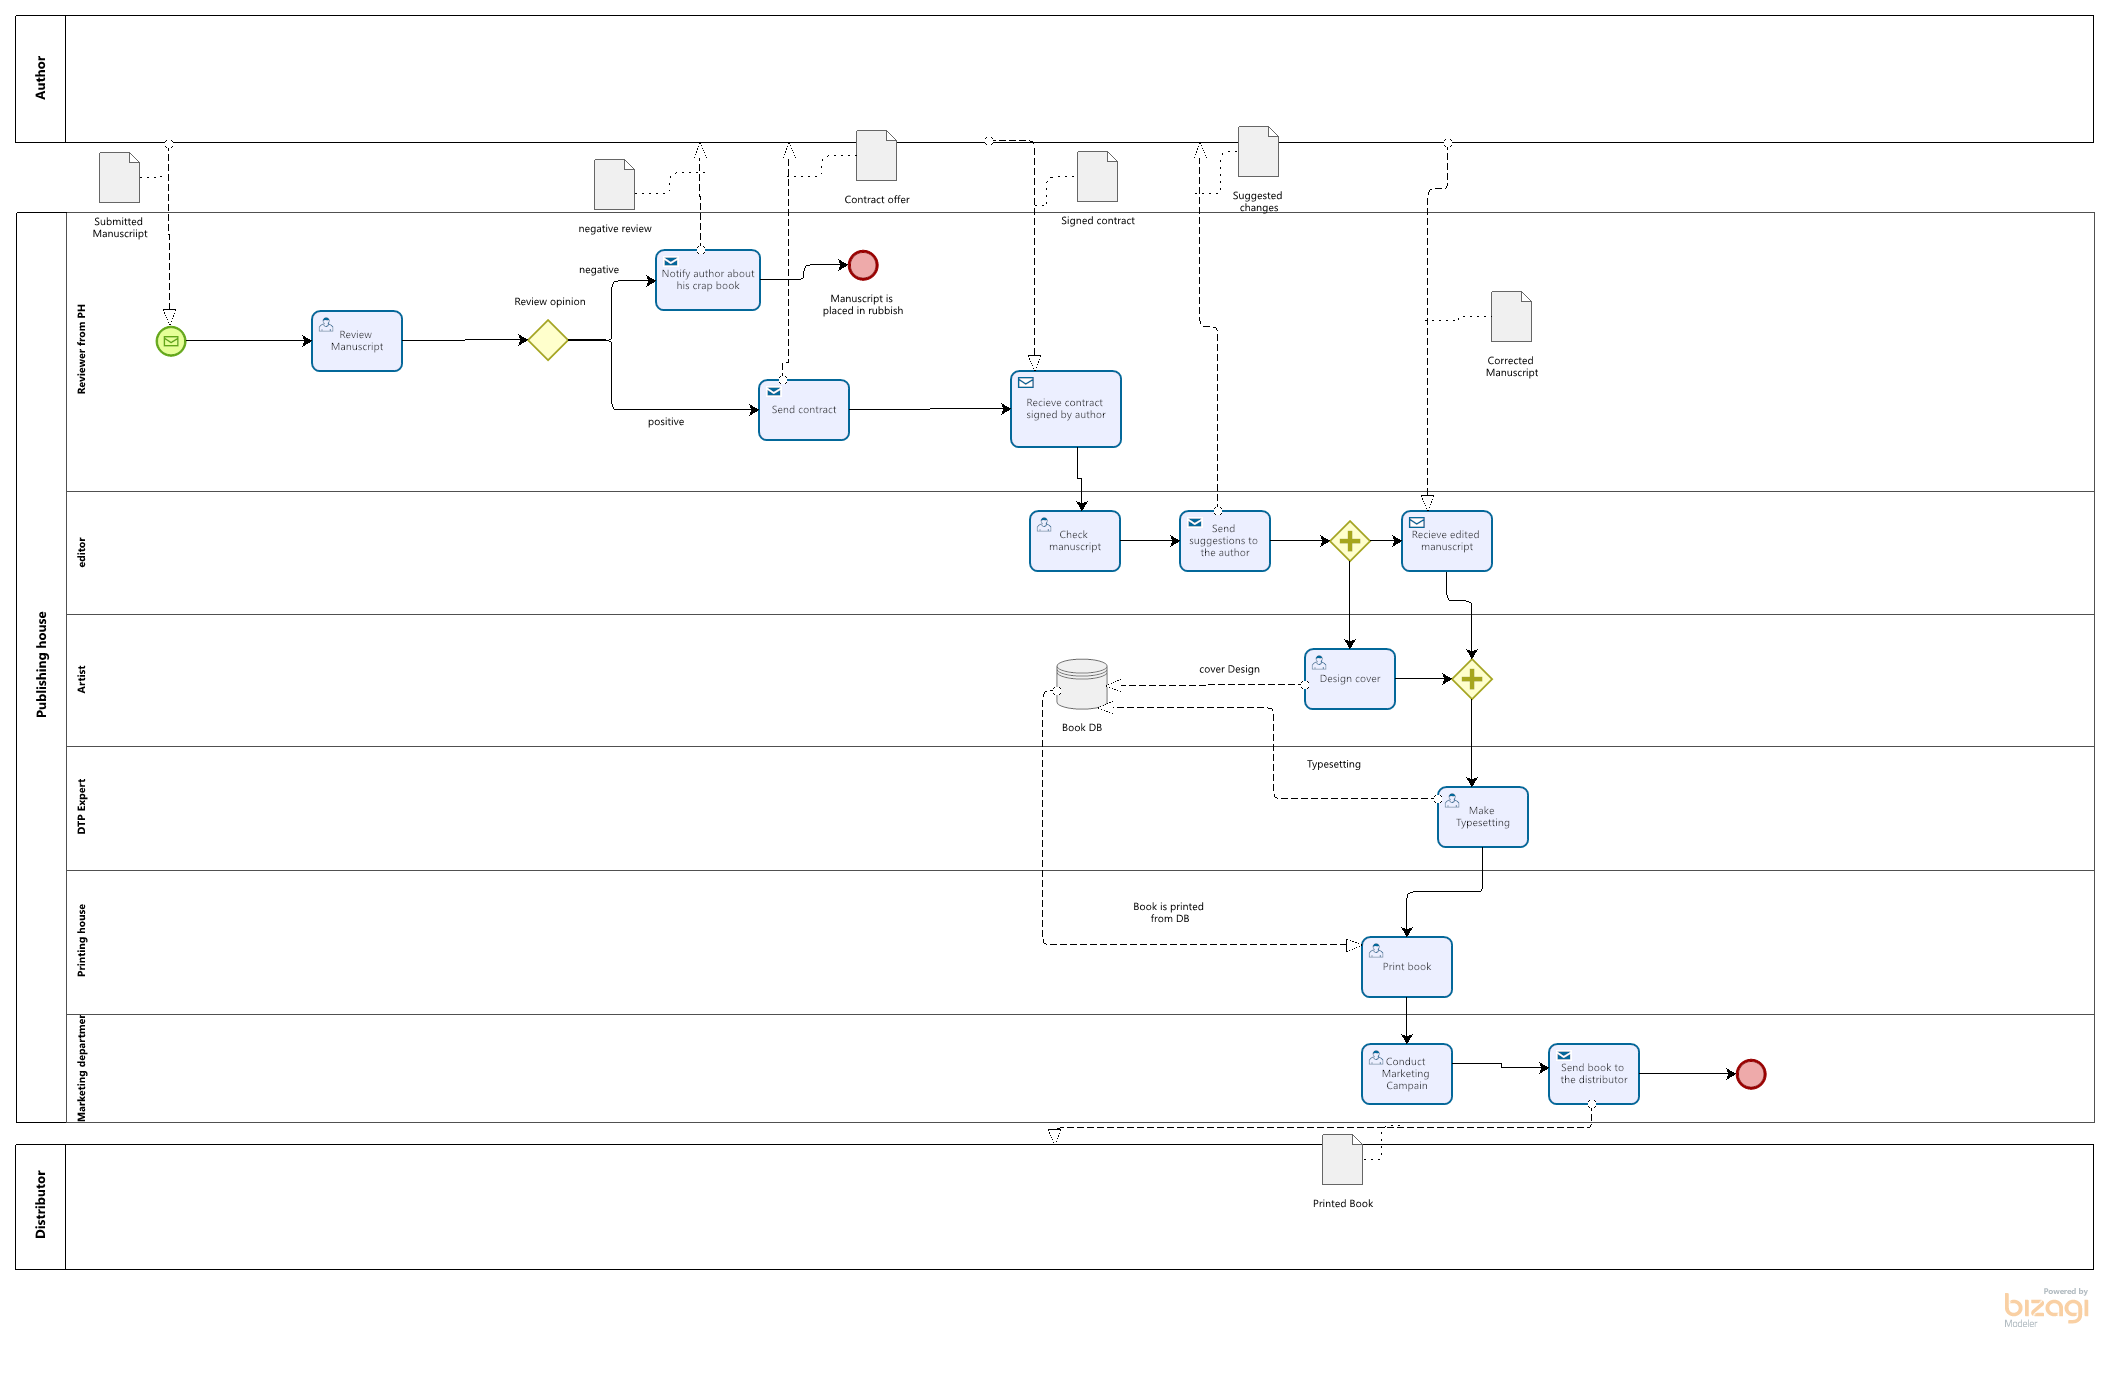 Author
Submitted
Manuscriipt
negative review
Contract offer
Signed contract
Suggested
changes
Publishing house
Reviewer from PH
Review
Manuscript
Review opinion
negative
positive
Notify author about
his crap book
Manuscript is
placed in rubbish
Send contract
Recieve contract
signed by author
Corrected
Manuscript
editor
Check
manuscript
Send
suggestions to
the author
Recieve edited
manuscript
Artist
Book DB
cover Design
Design cover
DTP Expert
Typesetting
Make
Typesetting
Printing house
Book is printed
from DB
Print book
Marketing departmer
Conduct
Marketing
Campain
Send book to
the distributor
Distributor
Printed Book
Powered by
bizagi
Modeler